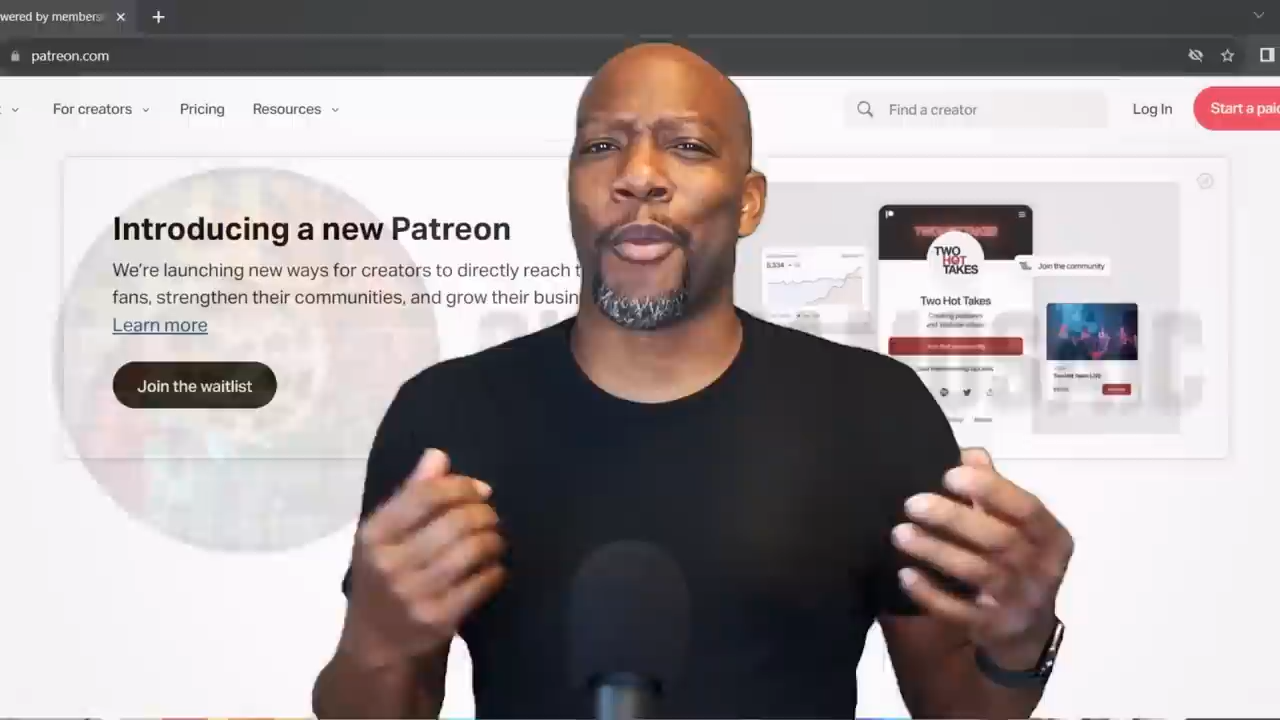 wered by members
patreon.com
For creators
Pricing
Resources
Find a creator
Log In
Start a paid
Introducing a new Patreon
We're launching new ways for creators to directly reach t
fans, strengthen their communities, and grow their busin
Learn more
Join the waitlist
TWO
HOT
TAKES
Join the community
Two Hot Takes